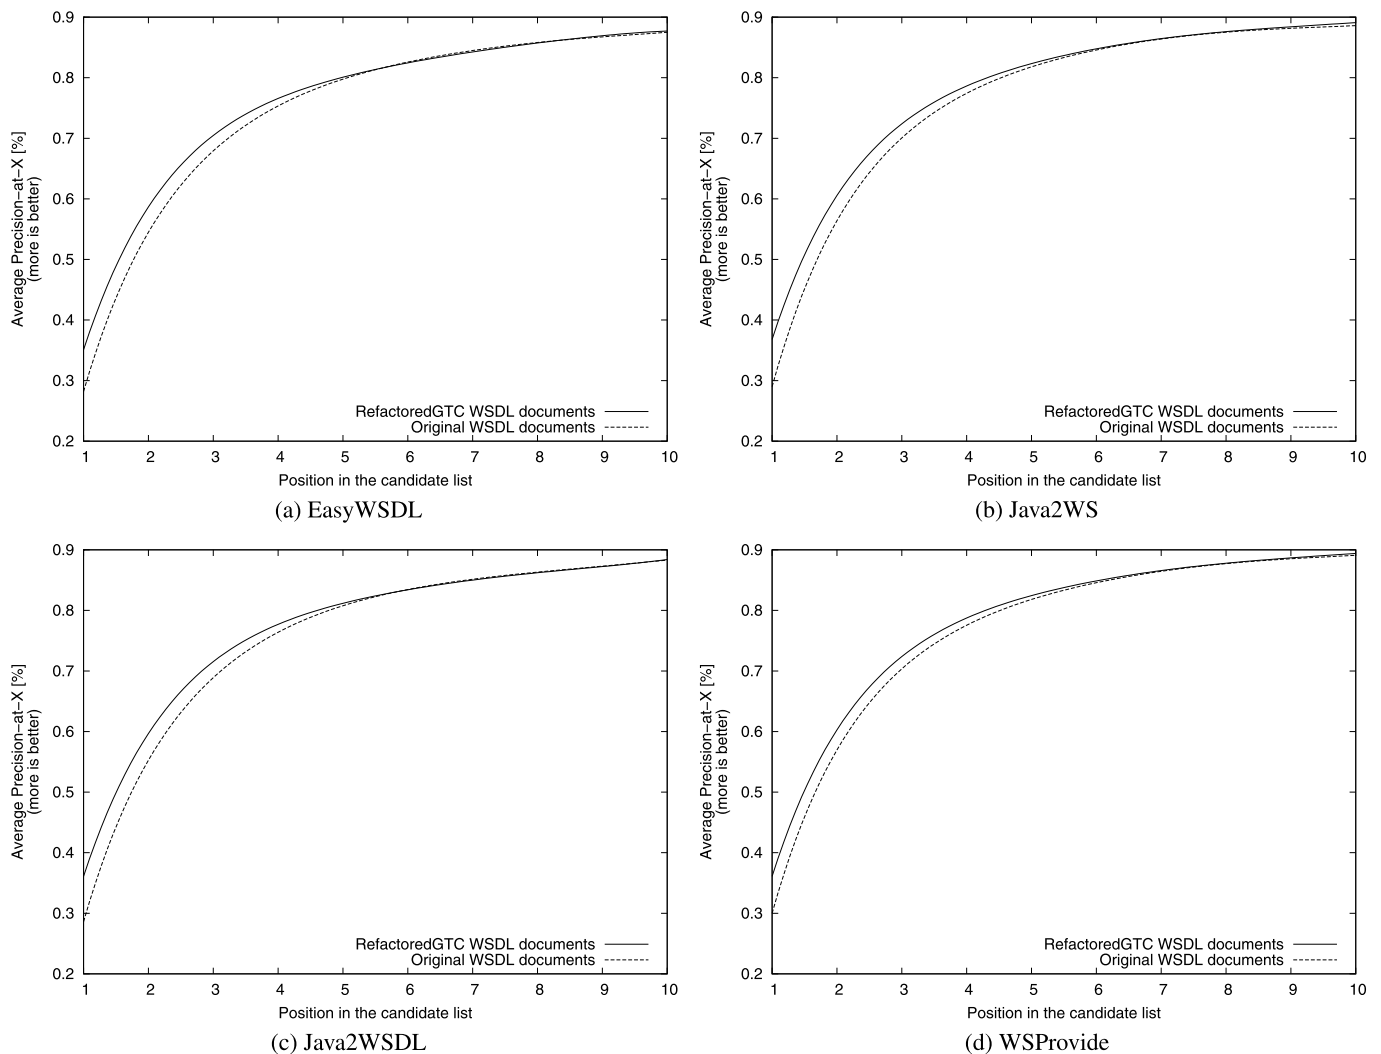 0.9
0.8
0.7
0.6
0.5
0.4
0.3
0.2
Average Precision−at−X [%]
(more is better)
RefactoredGTC WSDL documents
Original WSDL documents
1 2 3 4 5 6 7 8 9 10
Position in the candidate list
(a) EasyWSDL
0.9
0.8
0.7
0.6
0.5
0.4
0.3
0.2
Average Precision−at−X [%]
(more is better)
RefactoredGTC WSDL documents
Original WSDL documents
1 2 3 4 5 6 7 8 9 10
Position in the candidate list
(b) Java2WS
0.9
0.8
0.7
0.6
0.5
0.4
0.3
0.2
Average Precision−at−X [%]
(more is better)
RefactoredGTC WSDL documents
Original WSDL documents
1 2 3 4 5 6 7 8 9 10
Position in the candidate list
(c) Java2WSDL
0.9
0.8
0.7
0.6
0.5
0.4
0.3
0.2
Average Precision−at−X [%]
(more is better)
RefactoredGTC WSDL documents
Original WSDL documents
1 2 3 4 5 6 7 8 9 10
Position in the candidate list
(d) WSProvide